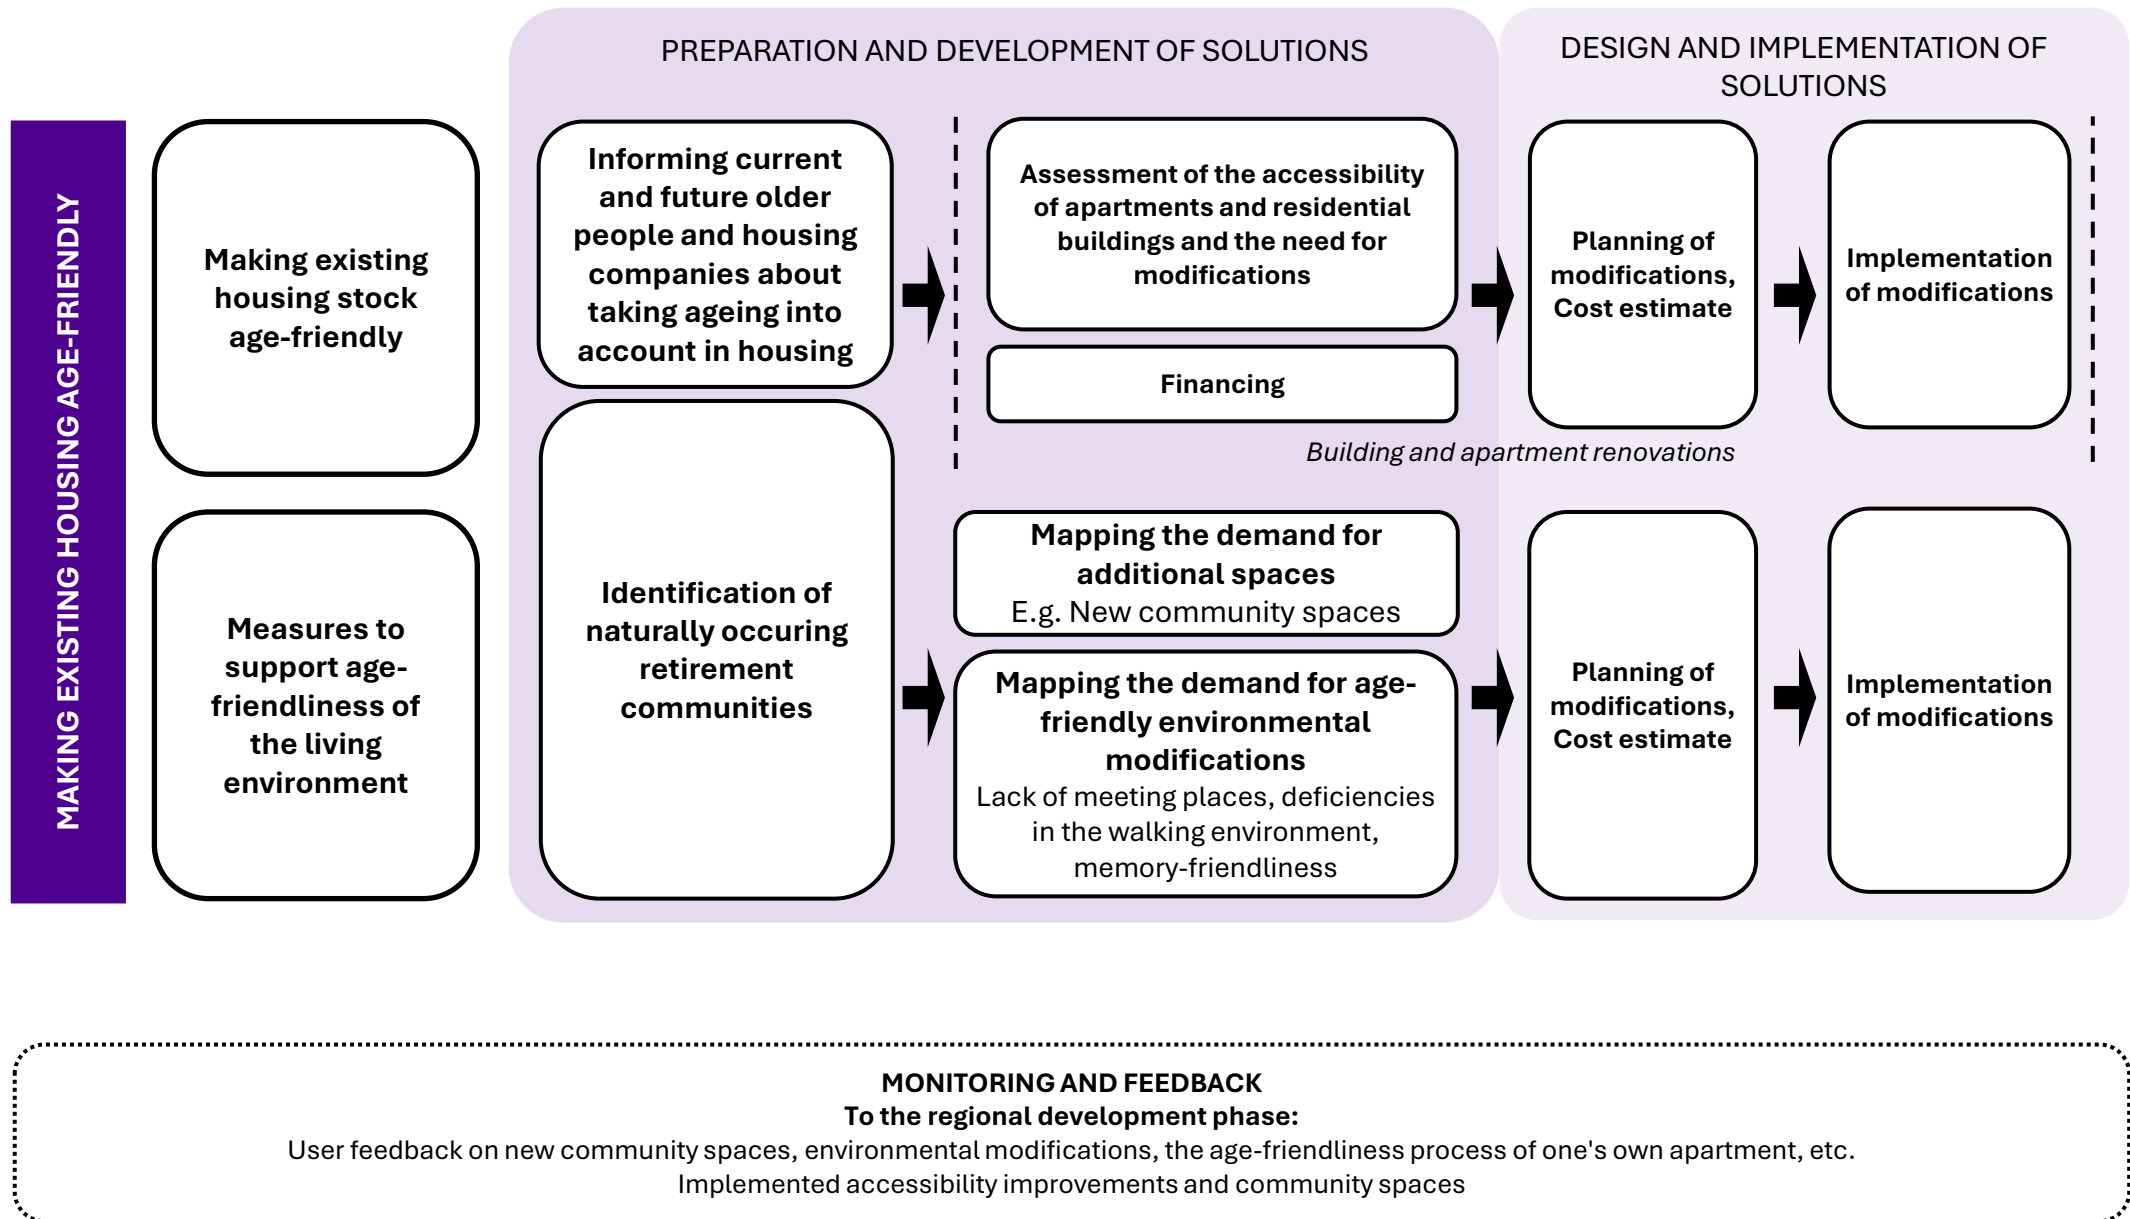 PREPARATION AND DEVELOPMENT OF SOLUTIONS
DESIGN AND IMPLEMENTATION OF
SOLUTIONS
MAKING EXISTING HOUSING AGE-FRIENDLY
Making existing
housing stock
age-friendly
Informing current
and future older
people and housing
companies about
taking ageing into
account in housing
Assessment of the accessibility
of apartments and residential
buildings and the need for
modifications
Financing
Planning of
modifications,
Cost estimate
Implementation
of modifications
Building and apartment renovations
Measures to
support age-
friendliness of
the living
environment
Identification of
naturally occuring
retirement
communities
Mapping the demand for
additional spaces
E.g. New community spaces
Mapping the demand for age-
friendly environmental
modifications
Lack of meeting places, deficiencies
in the walking environment,
memory-friendliness
Planning of
modifications,
Cost estimate
Implementation
of modifications
MONITORING AND FEEDBACK
To the regional development phase:
User feedback on new community spaces, environmental modifications, the age-friendliness process of one's own apartment, etc.
Implemented accessibility improvements and community spaces